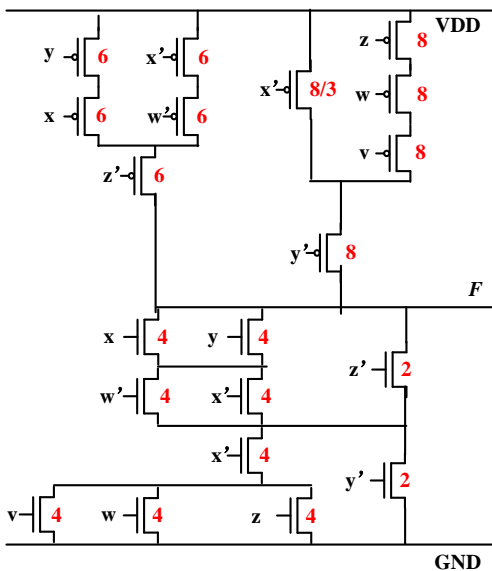 VDD
y 6 x' 6 z 8
x' 8/3
w 8
x 6 w' 6
v 8
z' 6
y' 8
F
x 4 y 4
z' 2
w' 4 x' 4
x' 4
y' 2
v 4 w 4 z 4
GND